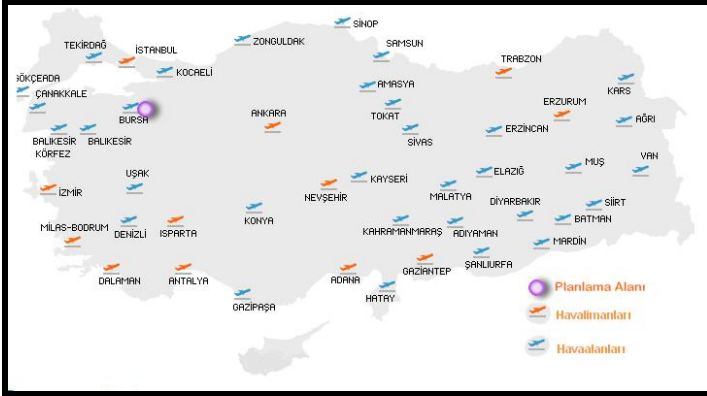 SİNOP
TEKİRDAĞ
İSTANBUL
ZONGULDAK
SAMSUN
TRABZON
KOCAELİ
GÖKÇEADA
ÇANAKKALE
AMASYA
KARS
BURSA
ANKARA
TOKAT
ERZURUM
ERZİNCAN
AĞRI
BALIKESİR
KÖRFEZ
BALIKESİR
SİVAS
UŞAK
KAYSERİ
ELAZIĞ
MUŞ
VAN
İZMİR
NEVŞEHİR
MALATYA
DİYARBAKIR
SİİRT
MİLAS-BODRUM
DENİZLİ
ISPARTA
KONYA
KAHRAMANMARAŞ
ADIYAMAN
BATMAN
MARDİN
DALAMAN
ANTALYA
ADANA
GAZİANTEP
ŞANLIURFA
GAZİPAŞA
HATAY
Planlama Alanı
Havalimanları
Havaalanları